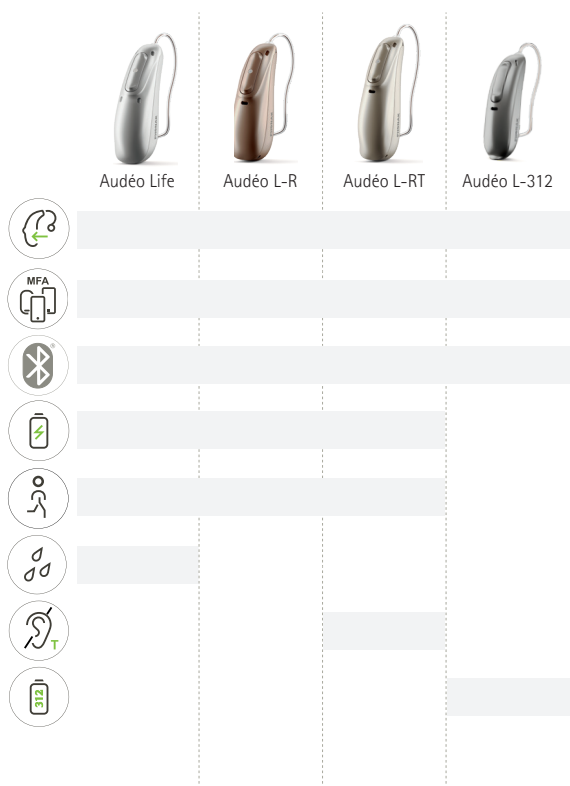 Audéo Life
Audéo L-R
Audéo L-RT
Audéo L-312
MFA
®
T
312